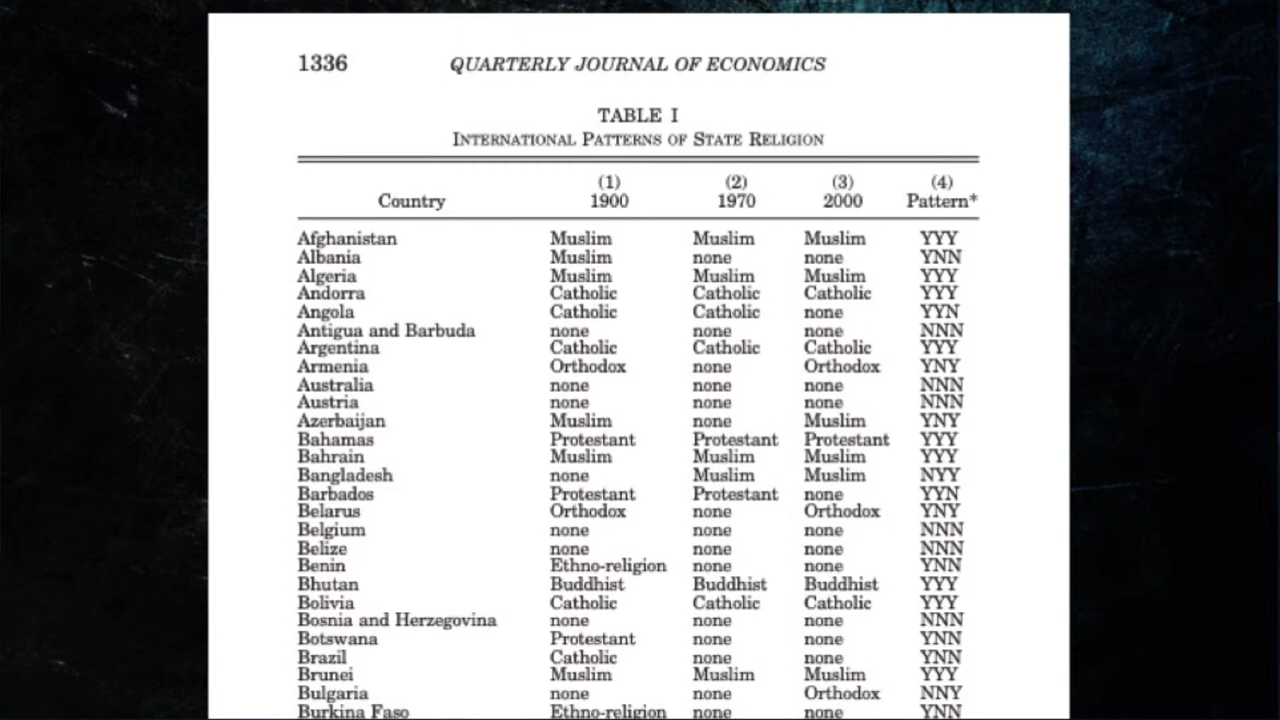 1336 QUARTERLY JOURNAL OF ECONOMICS
TABLE I
INTERNATIONAL PATTERNS OF STATE RELIGION
(1) (2) (3) (4)
Country 1900 1970 2000 Pattern*
Afghanistan Muslim Muslim Muslim YYY
Albania Muslim none none YNN
Algeria Muslim Muslim Muslim YYY
Andorra Catholic Catholic Catholic YYY
Angola Catholic Catholic none YYN
Antigua and Barbuda none none none NNN
Argentina Catholic Catholic Catholic YYY
Armenia Orthodox none Orthodox YNY
Australia none none none NNN
Austria none none none NNN
Azerbaijan Muslim none Muslim YNY
Bahamas Protestant Protestant Protestant YYY
Bahrain Muslim Muslim Muslim YYY
Bangladesh none Muslim Muslim NYY
Barbados Protestant Protestant none YYN
Belarus Orthodox none Orthodox YNY
Belgium none none none NNN
Belize none none none NNN
Benin Ethno-religion none none YNN
Bhutan Buddhist Buddhist Buddhist YYY
Bolivia Catholic Catholic Catholic YYY
Bosnia and Herzegovina none none none NNN
Botswana Protestant none none YNN
Brazil Catholic none none YNN
Brunei Muslim Muslim Muslim YYY
Bulgaria none none Orthodox NNY
Burkina Faso Ethno-religion none none YNN